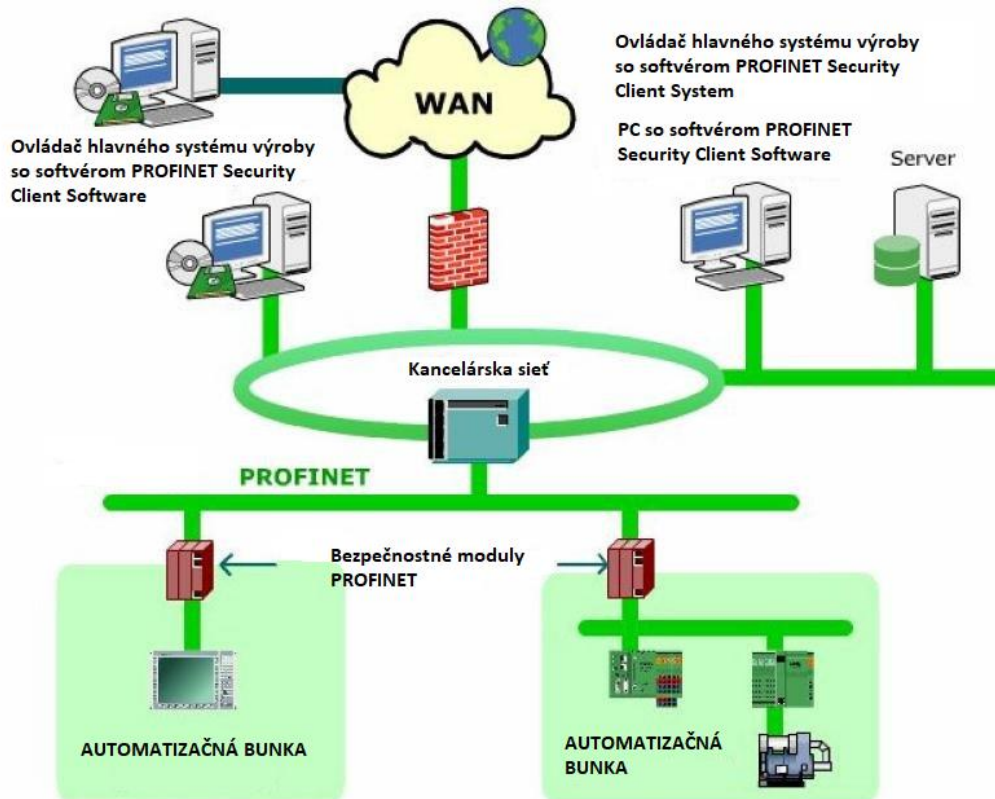 WAN
Ovládač hlavného systému výroby
so softvérom PROFINET Security
Client System
PC so softvérom PROFINET
Security Client Software
Server
Ovládač hlavného systému výroby
so softvérom PROFINET Security
Client Software
Kancelárska sieť
PROFINET
Bezpečnostné moduly
PROFINET
AUTOMATIZAČNÁ BUNKA
AUTOMATIZAČNÁ
BUNKA